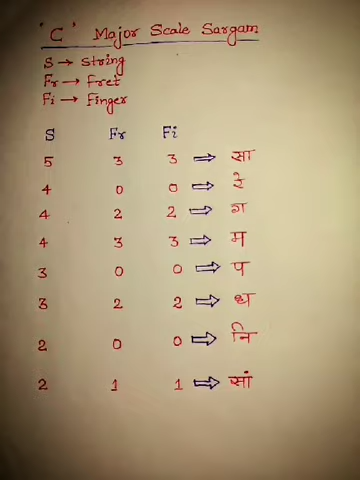 'C' Major Scale Sargam
S → String
Fr → Fret
Fi → Finger
S Fr Fi
5 3 3 ⇒ सा
4 0 0 ⇒ रे
4 2 2 ⇒ ग
4 3 3 ⇒ म
3 0 0 ⇒ प
3 2 2 ⇒ ध
2 0 0 ⇒ नि
2 1 1 ⇒ सां